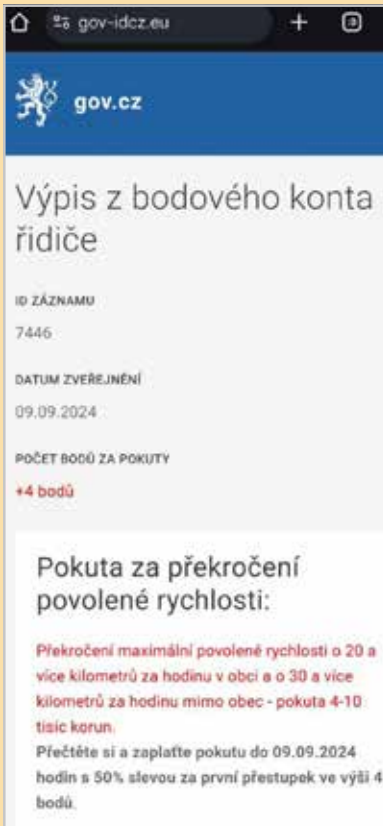 gov-idcz.eu
gov.cz
Výpis z bodového konta
řidiče
ID ZÁZNAMU
7446
DATUM ZVEŘEJNĚNÍ
09.09.2024
POČET BODŮ ZA POKUTY
+4 bodů
Pokuta za překročení
povolené rychlosti:
Překročení maximální povolené rychlosti o 20 a
více kilometrů za hodinu v obci a o 30 a více
kilometrů za hodinu mimo obec - pokuta 4-10
tisíc korun.
Přečtěte si a zaplaťte pokutu do 09.09.2024
hodin s 50% slevou za první přestupek ve výši 4
bodů.